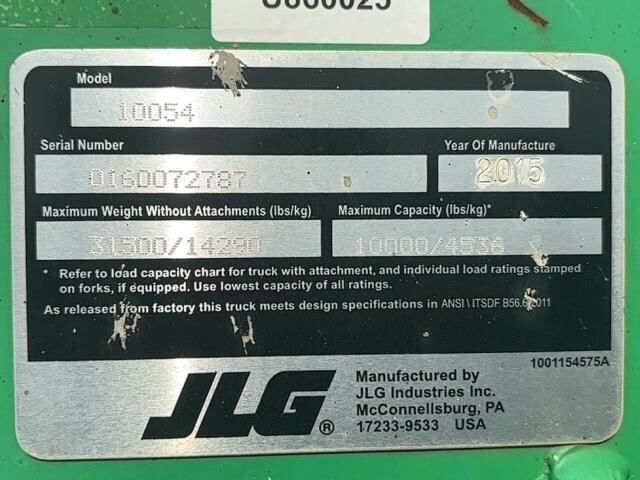 Model
10054
Serial Number
0160072787
Year Of Manufacture
2015
Maximum Weight Without Attachments (lbs/kg)
31500/14290
Maximum Capacity (lbs/kg)*
10000/4536
* Refer to load capacity chart for truck with attachment, and individual load ratings stamped
on forks, if equipped. Use lowest capacity of all ratings.
As released from factory this truck meets design specifications in ANSI \ ITSDF B56.6-2011
1001154575A
JLG®
Manufactured by
JLG Industries Inc.
McConnellsburg, PA
17233-9533 USA